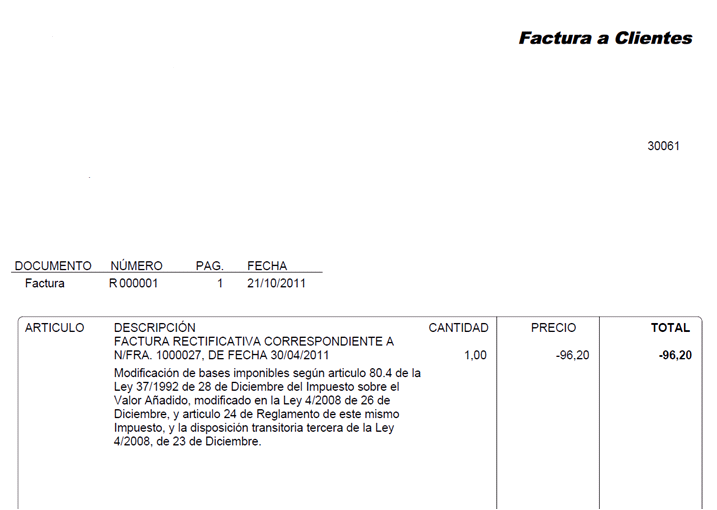 Factura a Clientes
30061
DOCUMENTO NÚMERO PAG. FECHA
Factura R 000001 1 21/10/2011
ARTICULO DESCRIPCIÓN CANTIDAD PRECIO TOTAL
FACTURA RECTIFICATIVA CORRESPONDIENTE A
N/FRA. 1000027, DE FECHA 30/04/2011 1,00 -96,20 -96,20
Modificación de bases imponibles según articulo 80.4 de la
Ley 37/1992 de 28 de Diciembre del Impuesto sobre el
Valor Añadido, modificado en la Ley 4/2008 de 26 de
Diciembre, y articulo 24 de Reglamento de este mismo
Impuesto, y la disposición transitoria tercera de la Ley
4/2008, de 23 de Diciembre.